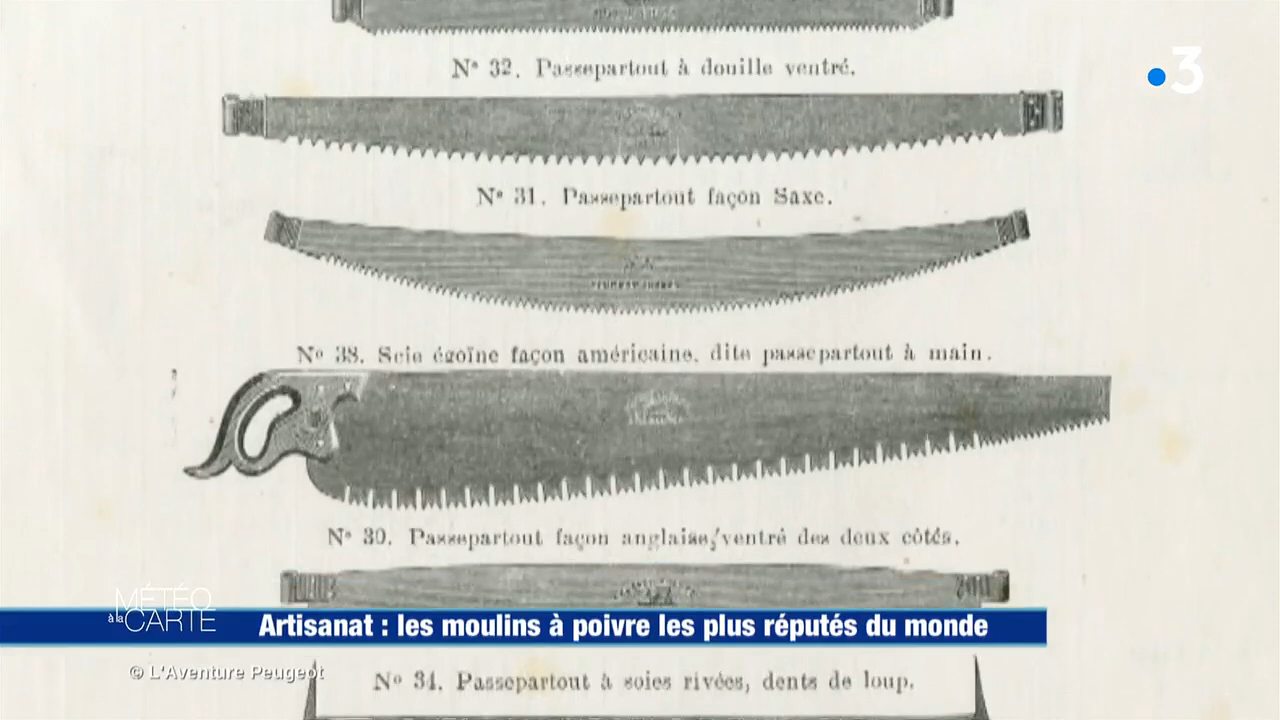 Nº 32. Passepartout à douille ventré.
3
Nº 31. Passepartout façon Saxe.
Nº 38. Scie égoïne façon américaine, dite passepartout à main.
Nº 30. Passepartout façon anglaise, ventré des deux côtés.
MÉTÉO
à la CARTE
Artisanat : les moulins à poivre les plus réputés du monde
© L'Aventure Peugeot
Nº 34. Passepartout à soies rivées, dents de loup.